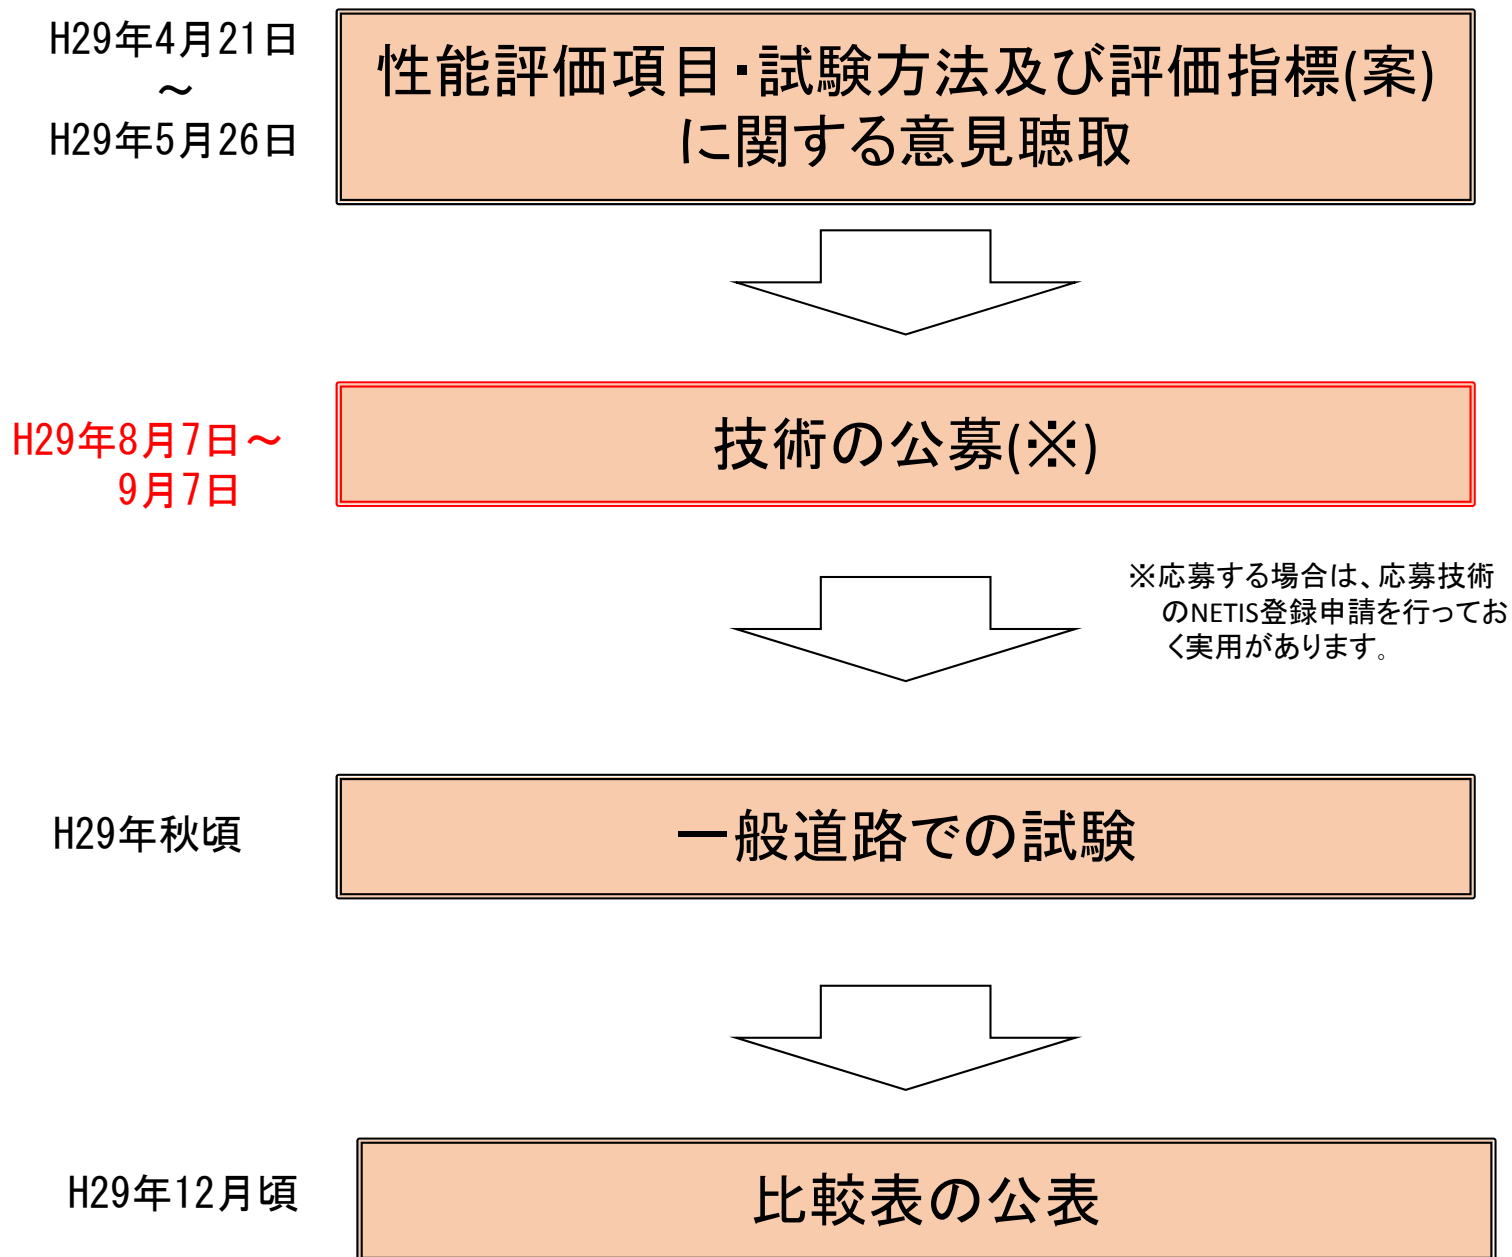 H29年4月21日
～
H29年5月26日
性能評価項目・試験方法及び評価指標(案)
に関する意見聴取
H29年8月7日～
9月7日
技術の公募(※)
※応募する場合は、応募技術
のNETIS登録申請を行ってお
く実用があります。
H29年秋頃
一般道路での試験
H29年12月頃
比較表の公表